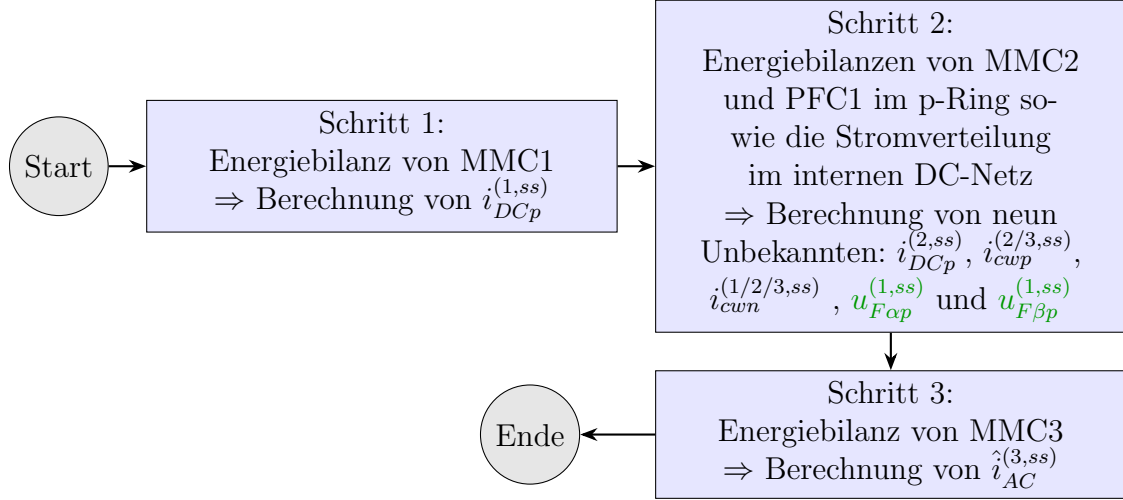 Start
Schritt 1:
Energiebilanz von MMC1
⇒ Berechnung von $i_{DCp}^{(1,ss)}$
Schritt 2:
Energiebilanzen von MMC2
und PFC1 im p-Ring so-
wie die Stromverteilung
im internen DC-Netz
⇒ Berechnung von neun
Unbekannten: $i_{DCp}^{(2,ss)}$, $i_{cwp}^{(2/3,ss)}$,
$i_{cwn}^{(1/2/3,ss)}$ , $u_{F\alpha p}^{(1,ss)}$ und $u_{F\beta p}^{(1,ss)}$
Schritt 3:
Energiebilanz von MMC3
⇒ Berechnung von $\hat{i}_{AC}^{(3,ss)}$
Ende